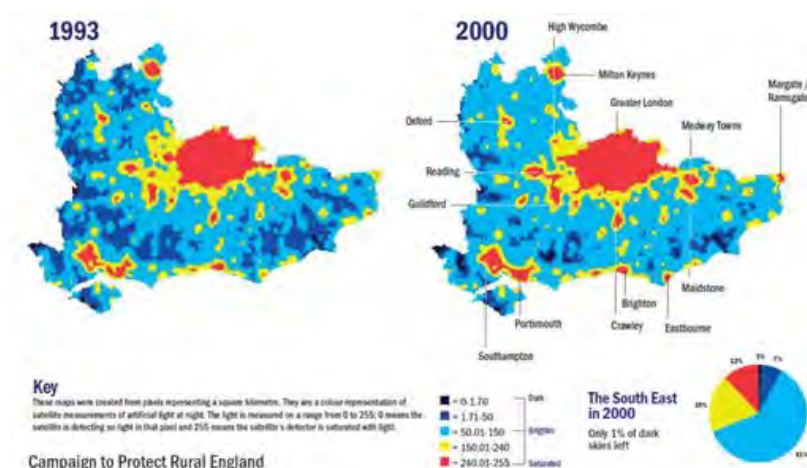 1993
2000
High Wycombe
Milton Keynes
Greater London
Margate /
Ramsgate
Oxford
Medway Towns
Reading
Guildford
Maidstone
Brighton
Portsmouth
Crawley
Eastbourne
Southampton
Key
These maps were created from pixels representing a square kilometre. They are a colour representation of
satellite measurements of artificial light at night. The light is measured on a range from 0 to 255; 0 means the
satellite is detecting no light in that pixel and 255 means the satellite's detector is saturated with light.
= 0-1.70 Dark
= 1.71-50
= 50.01-150 Brighter
= 150.01-240
= 240.01-255 Saturated
The South East
in 2000
Only 1% of dark
skies left
12%
1%
7%
Campaign to Protect Rural England